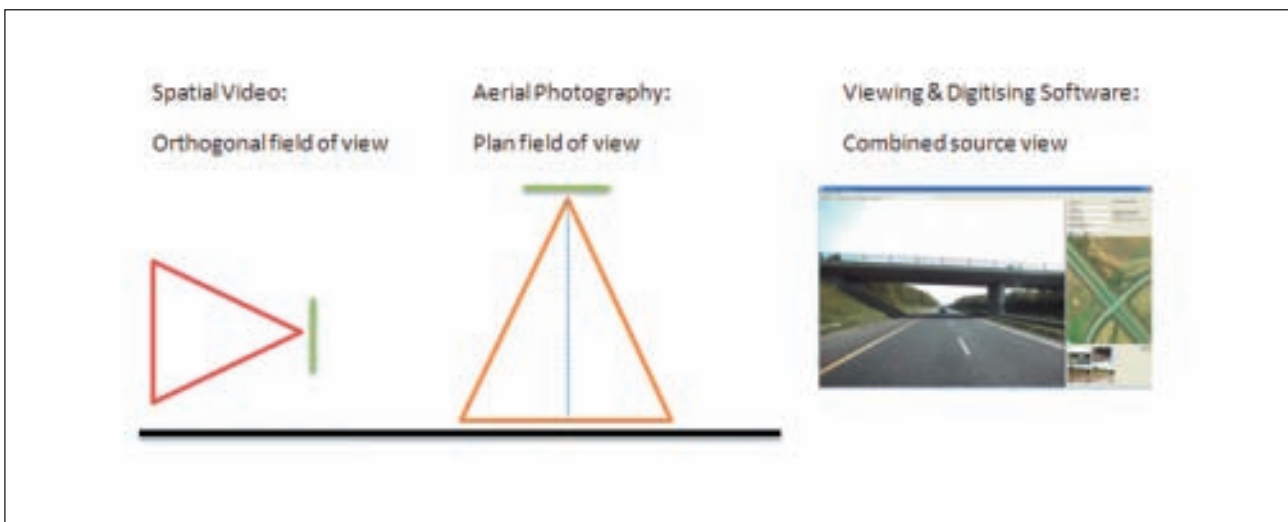 Spatial Video:
Orthogonal field of view
Aerial Photography:
Plan field of view
Viewing & Digitising Software:
Combined source view